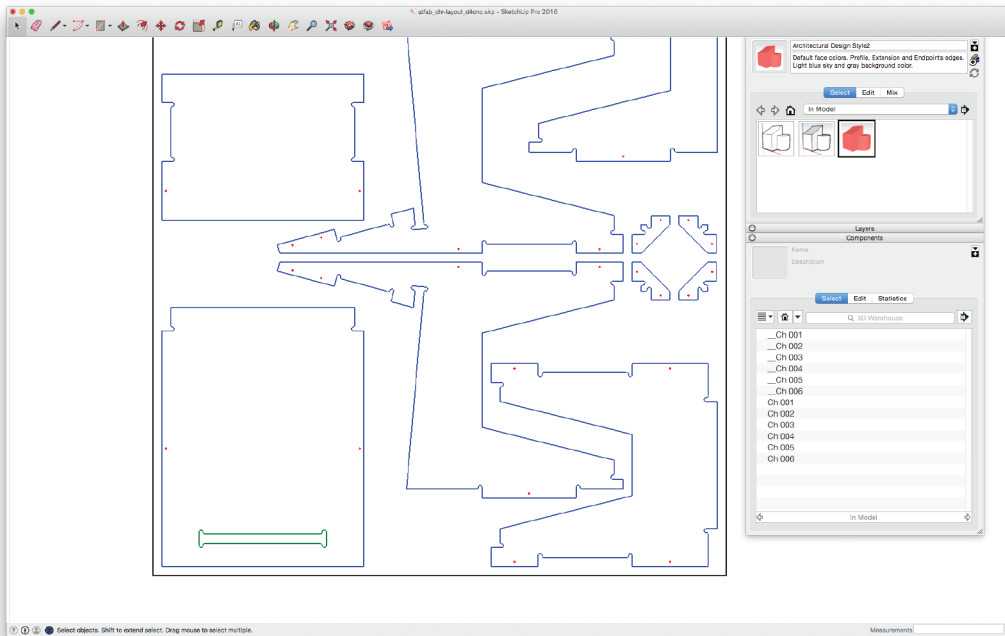 atfab_chr-layout_d4cnc.skp - SketchUp Pro 2016
Architectural Design Style2
Default face colors. Profile, Extension and Endpoints edges.
Light blue sky and gray background color.
Select Edit Mix
In Model
Layers
Components
Name
Description
Select Edit Statistics
3D Warehouse
__Ch 001
__Ch 002
__Ch 003
__Ch 004
__Ch 005
__Ch 006
Ch 001
Ch 002
Ch 003
Ch 004
Ch 005
Ch 006
In Model
Select objects. Shift to extend select. Drag mouse to select multiple.
Measurements